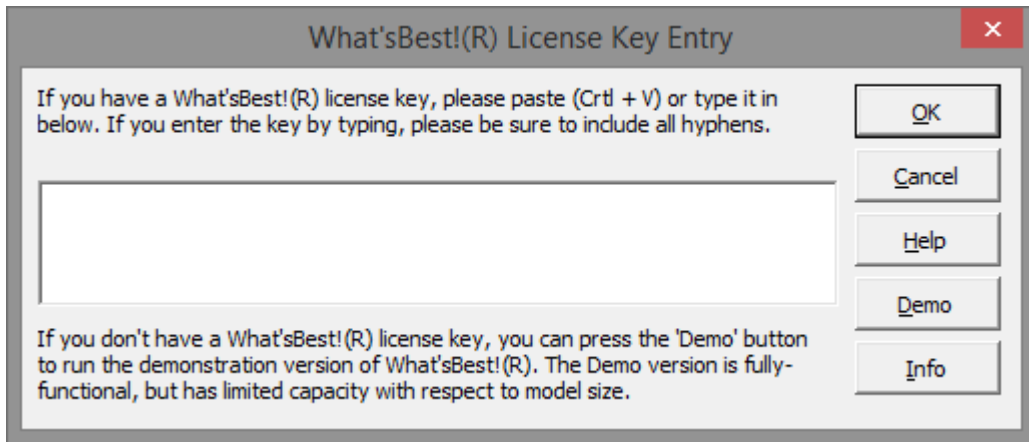 What'sBest!(R) License Key Entry
If you have a What'sBest!(R) license key, please paste (Crtl + V) or type it in
below. If you enter the key by typing, please be sure to include all hyphens.
OK
Cancel
Help
Demo
Info
If you don't have a What'sBest!(R) license key, you can press the 'Demo' button
to run the demonstration version of What'sBest!(R). The Demo version is fully-
functional, but has limited capacity with respect to model size.